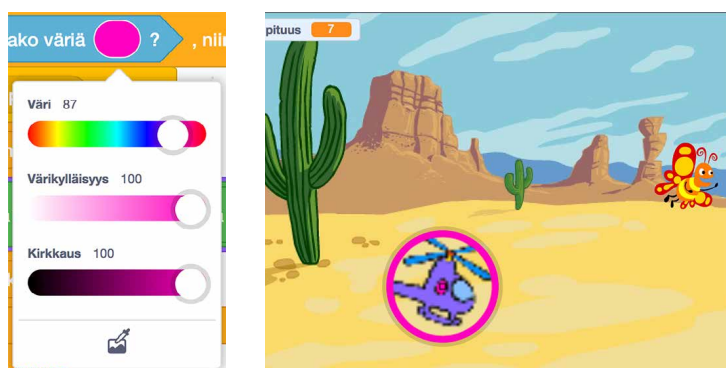 ako väriä ? , niin
Väri 87
Värikylläisyys 100
Kirkkaus 100
pituus 7